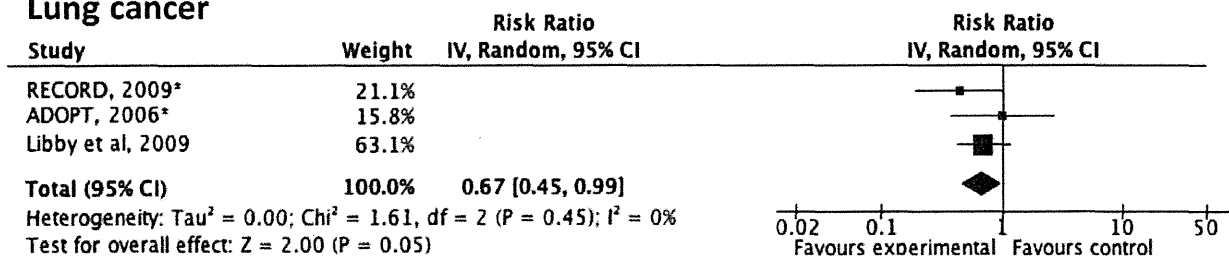 Lung cancer
Risk Ratio Risk Ratio
Study Weight IV, Random, 95% CI IV, Random, 95% CI
RECORD, 2009* 21.1%
ADOPT, 2006* 15.8%
Libby et al, 2009 63.1%
Total (95% CI) 100.0% 0.67 [0.45, 0.99]
Heterogeneity: Tau² = 0.00; Chi² = 1.61, df = 2 (P = 0.45); I² = 0%
Test for overall effect: Z = 2.00 (P = 0.05)
0.02 0.1 1 10 50
Favours experimental Favours control